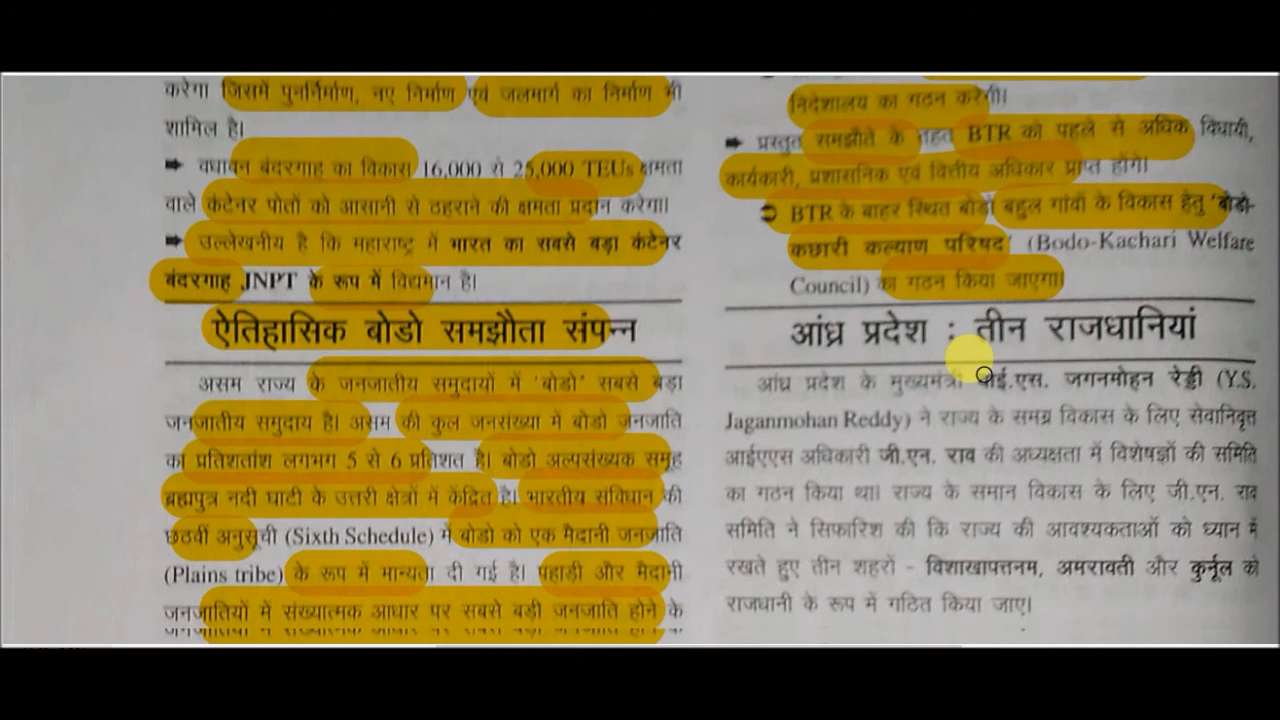 करेगा जिसमें पुनर्निर्माण, नए निर्माण एवं जलमार्ग का निर्माण भी
शामिल है।
➡ वधावन बंदरगाह का विकास 16,000 से 25,000 TEUs क्षमता
वाले कंटेनर पोतों को आसानी से ठहराने की क्षमता प्रदान करेगा।
➡ उल्लेखनीय है कि महाराष्ट्र में भारत का सबसे बड़ा कंटेनर
बंदरगाह JNPT के रूप में विद्यमान है।
ऐतिहासिक बोडो समझौता संपन्न
असम राज्य के जनजातीय समुदायों में 'बोडो' सबसे बड़ा
जनजातीय समुदाय है। असम की कुल जनसंख्या में बोडो जनजाति
का प्रतिशतांश लगभग 5 से 6 प्रतिशत है। बोडो अल्पसंख्यक समूह
ब्रह्मपुत्र नदी घाटी के उत्तरी क्षेत्रों में केंद्रित है। भारतीय संविधान की
छठवीं अनुसूची (Sixth Schedule) में बोडो को एक मैदानी जनजाति
(Plains tribe) के रूप में मान्यता दी गई है। पहाड़ी और मैदानी
जनजातियों में संख्यात्मक आधार पर सबसे बड़ी जनजाति होने के
निदेशालय का गठन करेगी।
➡ प्रस्तुत समझौते के तहत BTR को पहले से अधिक विधायी,
कार्यकारी, प्रशासनिक एवं वित्तीय अधिकार प्राप्त होंगे।
➲ BTR के बाहर स्थित बोडो बहुल गांवों के विकास हेतु 'बोडो-
कछारी कल्याण परिषद' (Bodo-Kachari Welfare
Council) का गठन किया जाएगा।
आंध्र प्रदेश : तीन राजधानियां
आंध्र प्रदेश के मुख्यमंत्री वाई.एस. जगनमोहन रेड्डी (Y.S.
Jaganmohan Reddy) ने राज्य के समग्र विकास के लिए सेवानिवृत्त
आईएएस अधिकारी जी.एन. राव की अध्यक्षता में विशेषज्ञों की समिति
का गठन किया था। राज्य के समान विकास के लिए जी.एन. राव
समिति ने सिफारिश की कि राज्य की आवश्यकताओं को ध्यान में
रखते हुए तीन शहरों - विशाखापत्तनम, अमरावती और कुर्नूल को
राजधानी के रूप में गठित किया जाए।